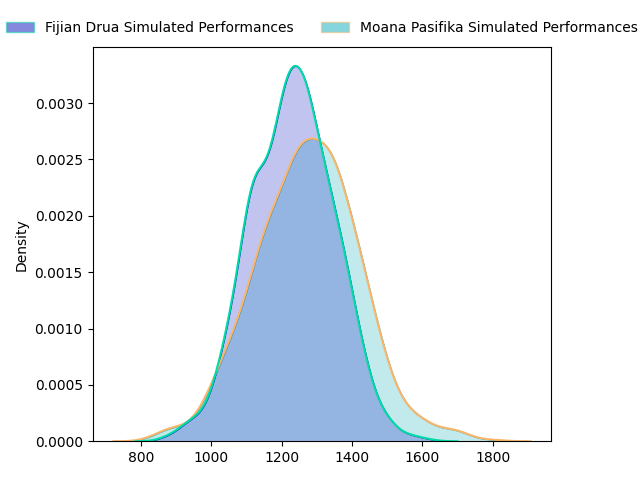 Fijian Drua Simulated Performances
Moana Pasifika Simulated Performances
Density
0.0030
0.0025
0.0020
0.0015
0.0010
0.0005
0.0000
800 1000 1200 1400 1600 1800